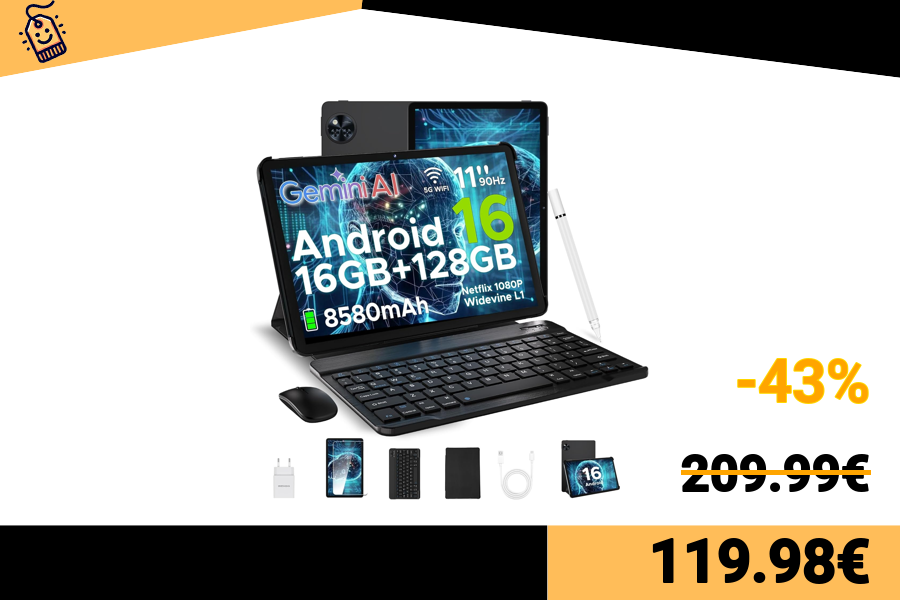 Gemini AI
5G WIFI
11"
90Hz
Android 16
16GB+128GB
Netflix 1080P
Widevine L1
8580mAh
-43%
16
Android
209.99€
119.98€